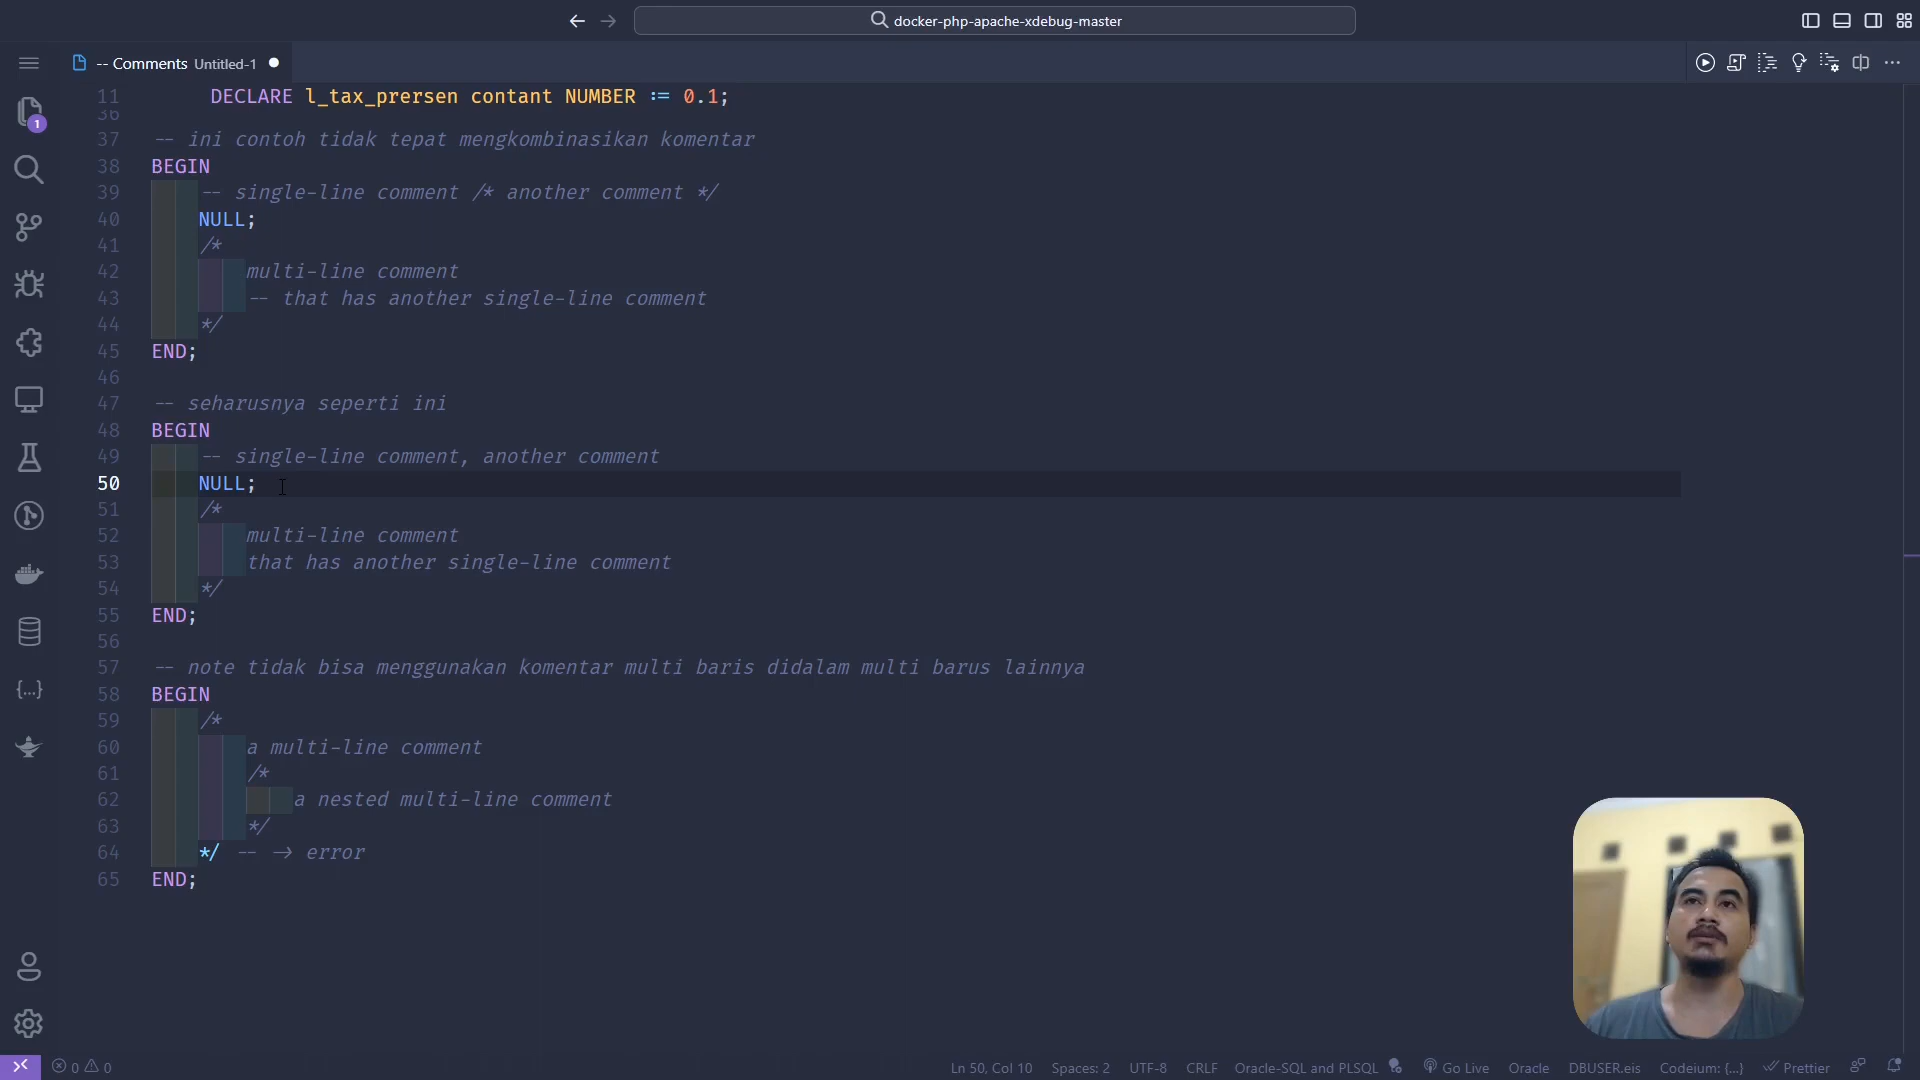 docker-php-apache-xdebug-master
-- Comments Untitled-1
1
11 DECLARE l_tax_prersen contant NUMBER := 0.1;
36
37 -- ini contoh tidak tepat mengkombinasikan komentar
38 BEGIN
39 -- single-line comment /* another comment */
40 NULL;
41 /*
42 multi-line comment
43 -- that has another single-line comment
44 */
45 END;
46
47 -- seharusnya seperti ini
48 BEGIN
49 -- single-line comment, another comment
50 NULL;
51 /*
52 multi-line comment
53 that has another single-line comment
54 */
55 END;
56
57 -- note tidak bisa menggunakan komentar multi baris didalam multi barus lainnya
58 BEGIN
59 /*
60 a multi-line comment
61 /*
62 a nested multi-line comment
63 */
64 */ -- -> error
65 END;
0 0 Ln 50, Col 10 Spaces: 2 UTF-8 CRLF Oracle-SQL and PLSQL Go Live Oracle DBUSER.eis Codeium: {...} Prettier